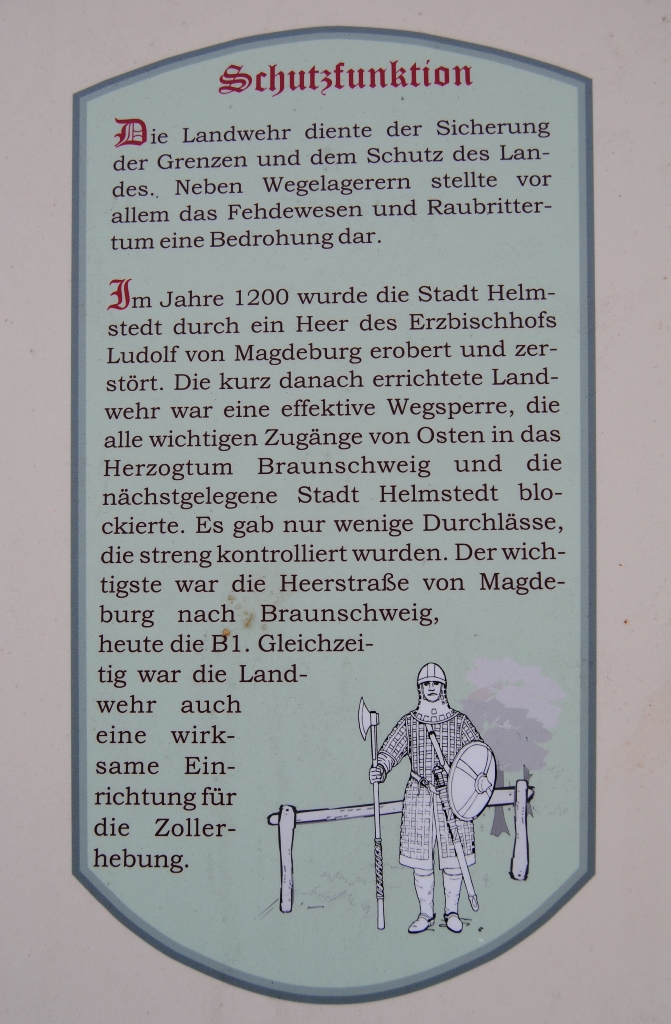 Schutzfunktion
Die Landwehr diente der Sicherung
der Grenzen und dem Schutz des Lan-
des. Neben Wegelagerern stellte vor
allem das Fehdewesen und Raubritter-
tum eine Bedrohung dar.
Im Jahre 1200 wurde die Stadt Helm-
stedt durch ein Heer des Erzbischhofs
Ludolf von Magdeburg erobert und zer-
stört. Die kurz danach errichtete Land-
wehr war eine effektive Wegsperre, die
alle wichtigen Zugänge von Osten in das
Herzogtum Braunschweig und die
nächstgelegene Stadt Helmstedt blo-
ckierte. Es gab nur wenige Durchlässe,
die streng kontrolliert wurden. Der wich-
tigste war die Heerstraße von Magde-
burg nach Braunschweig,
heute die B1. Gleichzei-
tig war die Land-
wehr auch
eine wirk-
same Ein-
richtung für
die Zoller-
hebung.